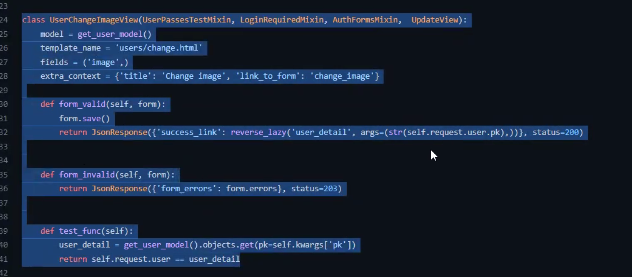 23
24 class UserChangeImageView(UserPassesTestMixin, LoginRequiredMixin, AuthFormsMixin,  UpdateView):
25     model = get_user_model()
26     template_name = 'users/change.html'
27     fields = ('image',)
28     extra_context = {'title': 'Change image', 'link_to_form': 'change_image'}
29
30     def form_valid(self, form):
31         form.save()
32         return JsonResponse({'success_link': reverse_lazy('user_detail', args=(str(self.request.user.pk),))}, status=200)
33
34
35     def form_invalid(self, form):
36         return JsonResponse({'form_errors': form.errors}, status=203)
37
38
39     def test_func(self):
40         user_detail = get_user_model().objects.get(pk=self.kwargs['pk'])
41         return self.request.user == user_detail
42